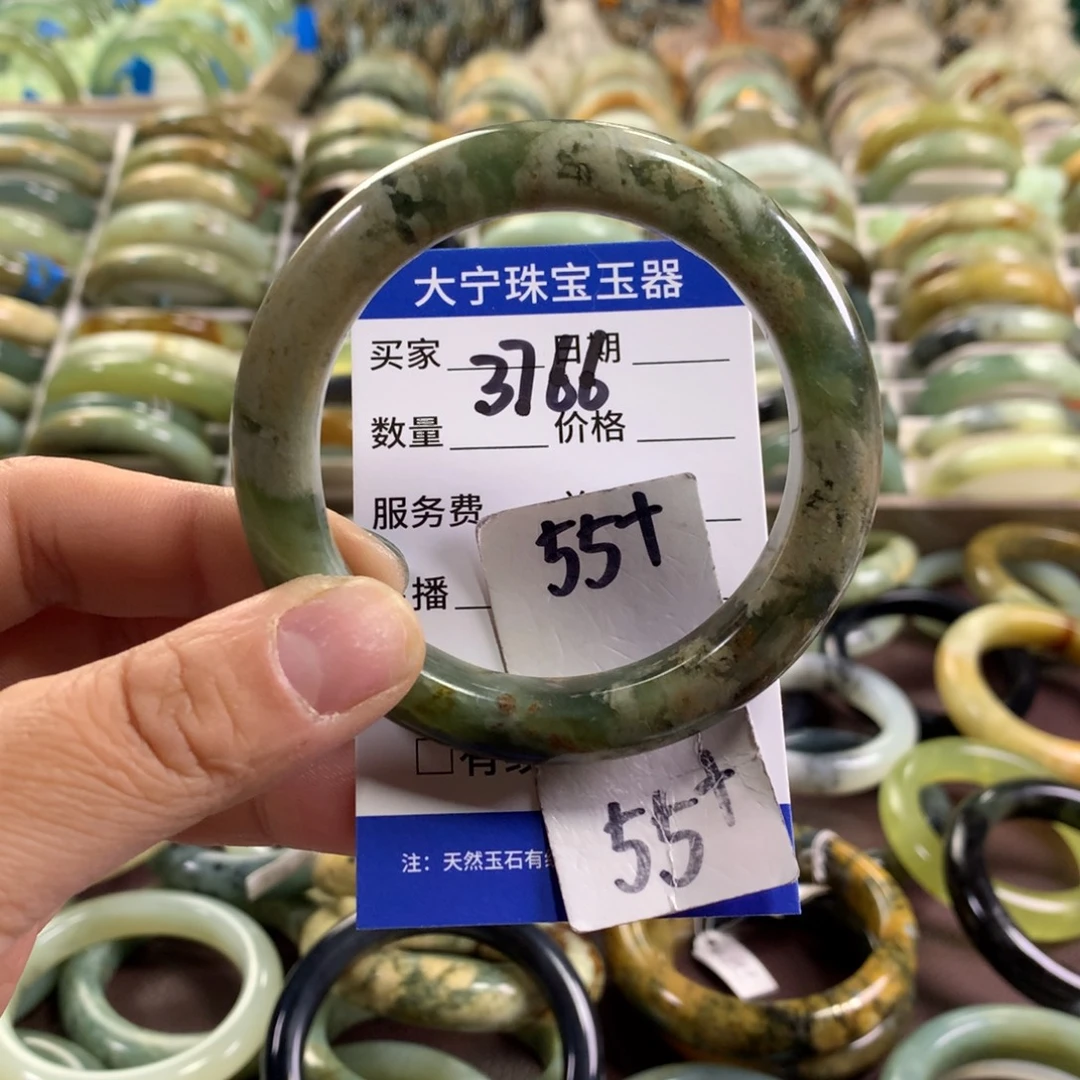 大宁珠宝玉器
买家 日期
3766
数量 价格
服务费
55+
播
□有
55+
注：天然玉石有